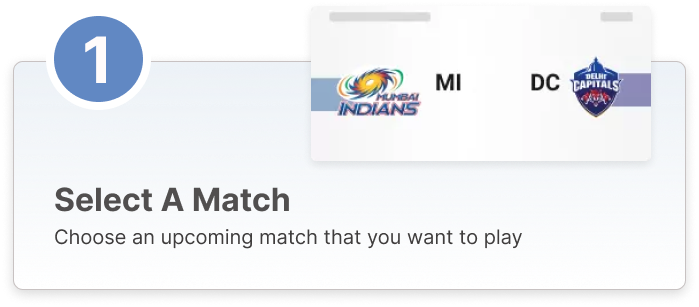 1
MUMBAI
INDIANS
MI
DC
DELHI
CAPITALS
Select A Match
Choose an upcoming match that you want to play